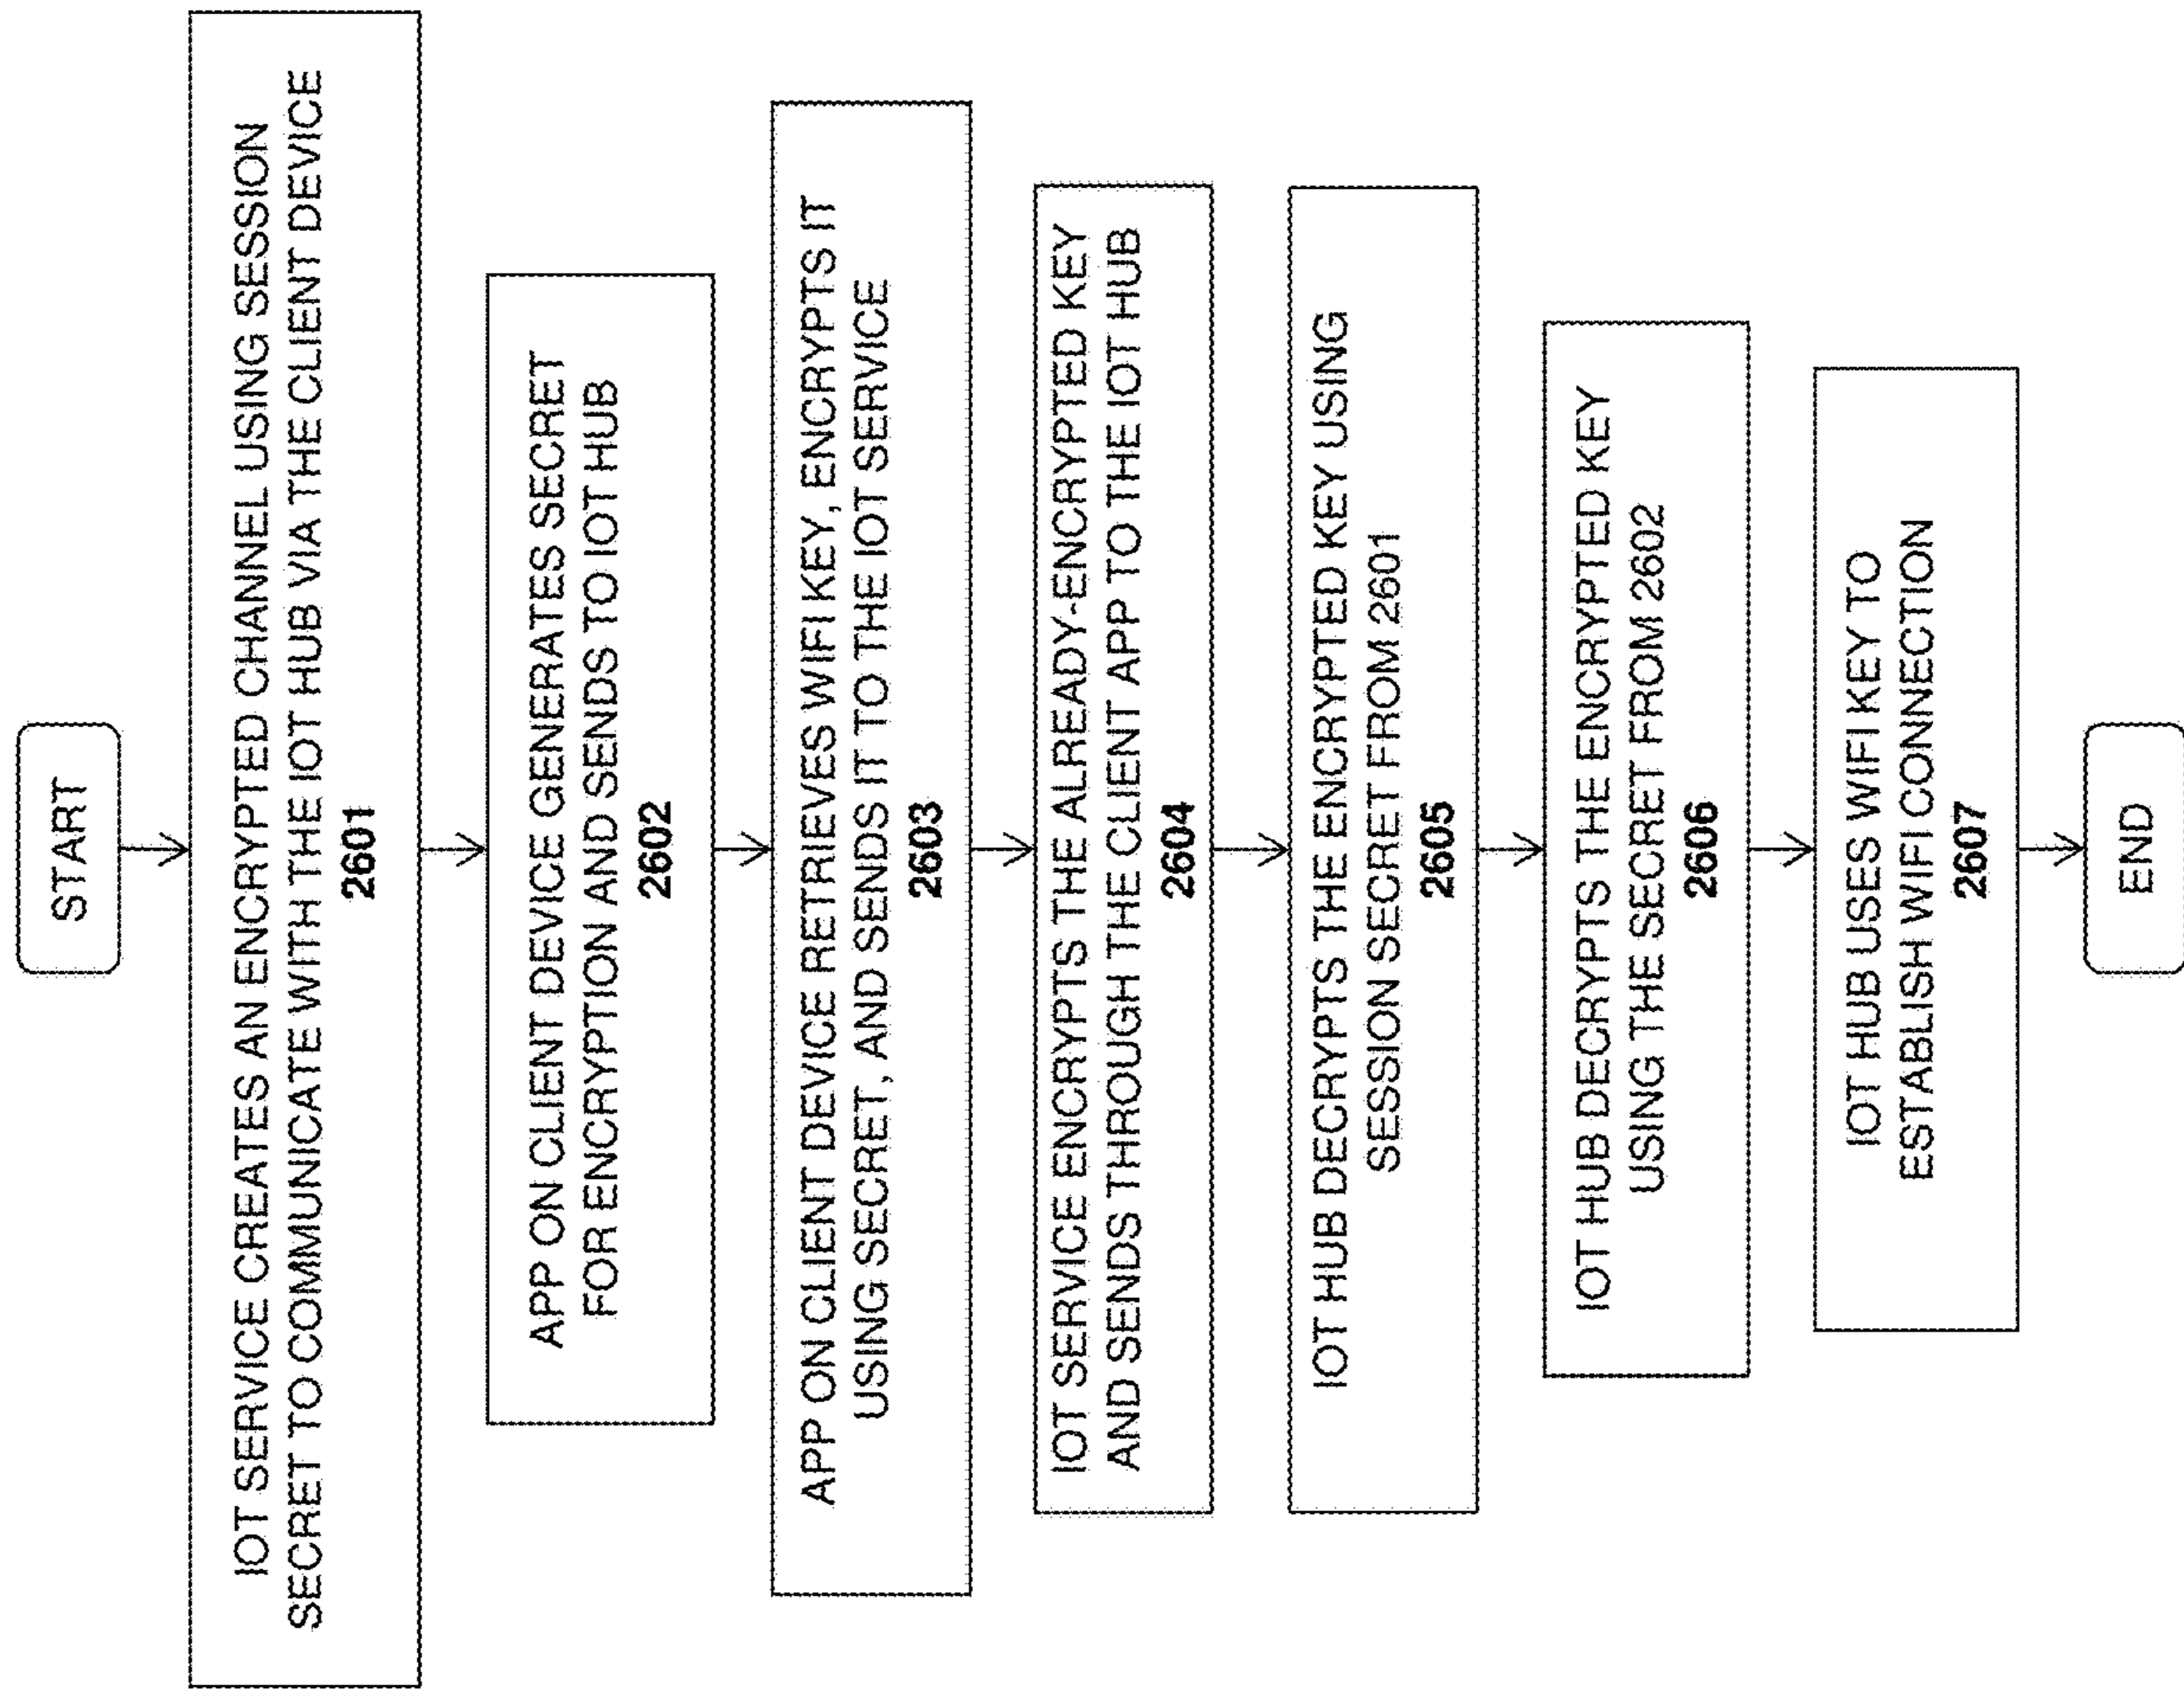 START
IOT SERVICE CREATES AN ENCRYPTED CHANNEL USING SESSION
SECRET TO COMMUNICATE WITH THE IOT HUB VIA THE CLIENT DEVICE
2601
APP ON CLIENT DEVICE GENERATES SECRET
FOR ENCRYPTION AND SENDS TO IOT HUB
2602
APP ON CLIENT DEVICE RETRIEVES WIFI KEY, ENCRYPTS IT
USING SECRET, AND SENDS IT TO THE IOT SERVICE
2603
IOT SERVICE ENCRYPTS THE ALREADY-ENCRYPTED KEY
AND SENDS THROUGH THE CLIENT APP TO THE IOT HUB
2604
IOT HUB DECRYPTS THE ENCRYPTED KEY USING
SESSION SECRET FROM 2601
2605
IOT HUB DECRYPTS THE ENCRYPTED KEY
USING THE SECRET FROM 2602
2606
IOT HUB USES WIFI KEY TO
ESTABLISH WIFI CONNECTION
2607
END